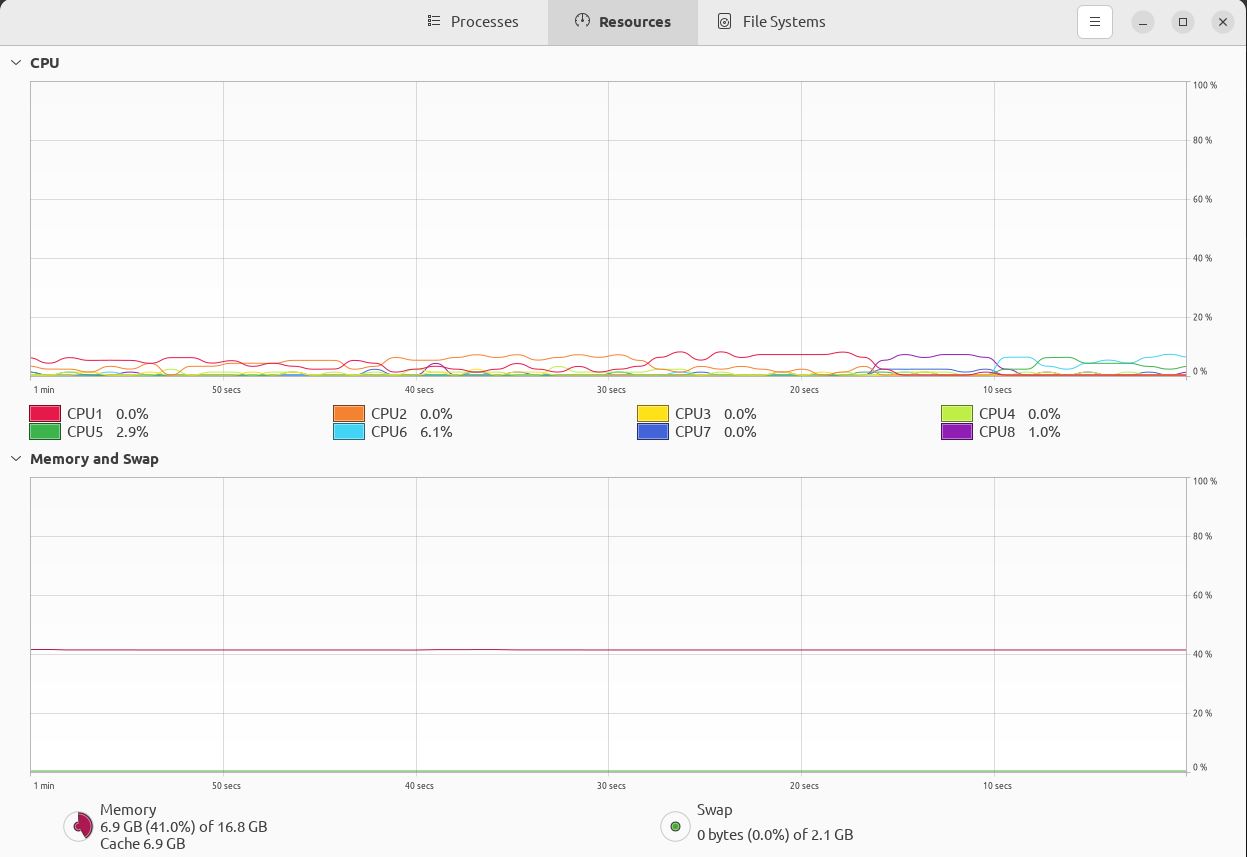 Processes Resources File Systems
CPU
100 %
80 %
60 %
40 %
20 %
0 %
1 min 50 secs 40 secs 30 secs 20 secs 10 secs
CPU1 0.0% CPU2 0.0% CPU3 0.0% CPU4 0.0%
CPU5 2.9% CPU6 6.1% CPU7 0.0% CPU8 1.0%
Memory and Swap
100 %
80 %
60 %
40 %
20 %
0 %
1 min 50 secs 40 secs 30 secs 20 secs 10 secs
Memory
6.9 GB (41.0%) of 16.8 GB
Cache 6.9 GB
Swap
0 bytes (0.0%) of 2.1 GB